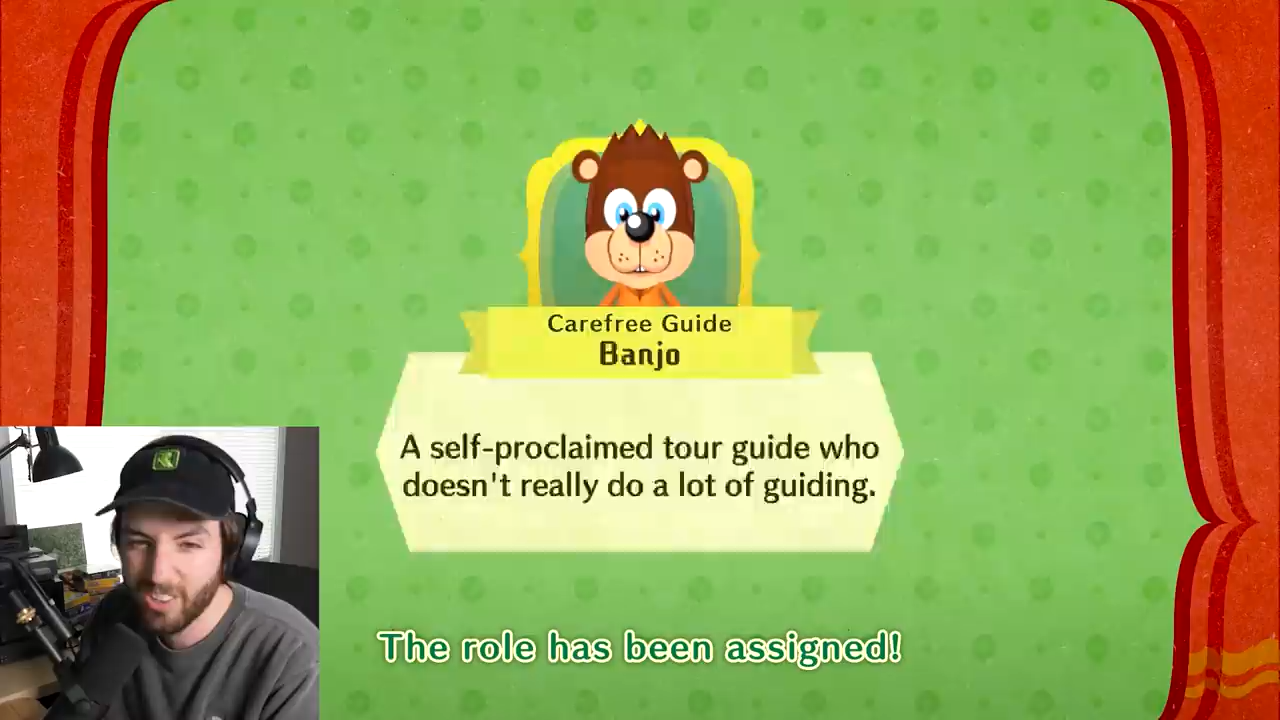 Carefree Guide
Banjo
A self-proclaimed tour guide who
doesn't really do a lot of guiding.
The role has been assigned!